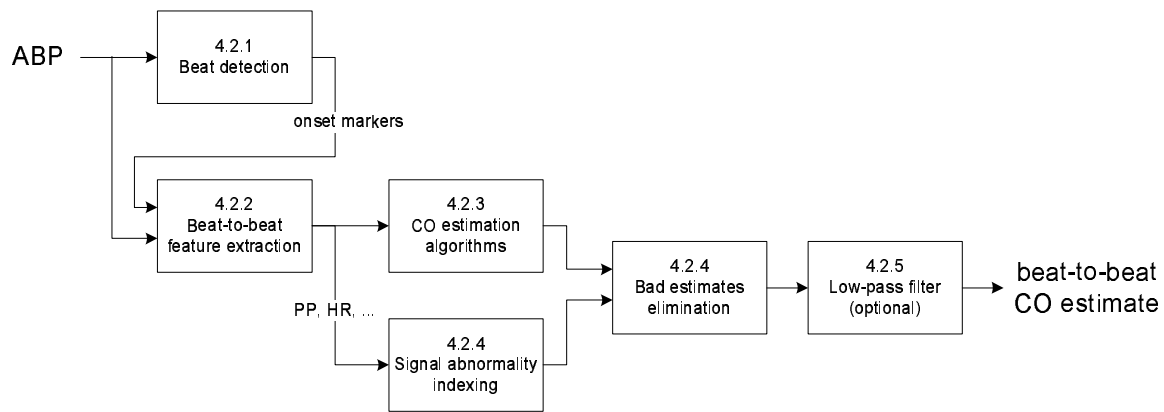 ABP
4.2.1
Beat detection
onset markers
4.2.2
Beat-to-beat
feature extraction
4.2.3
CO estimation
algorithms
PP, HR, ...
4.2.4
Signal abnormality
indexing
4.2.4
Bad estimates
elimination
4.2.5
Low-pass filter
(optional)
beat-to-beat
CO estimate